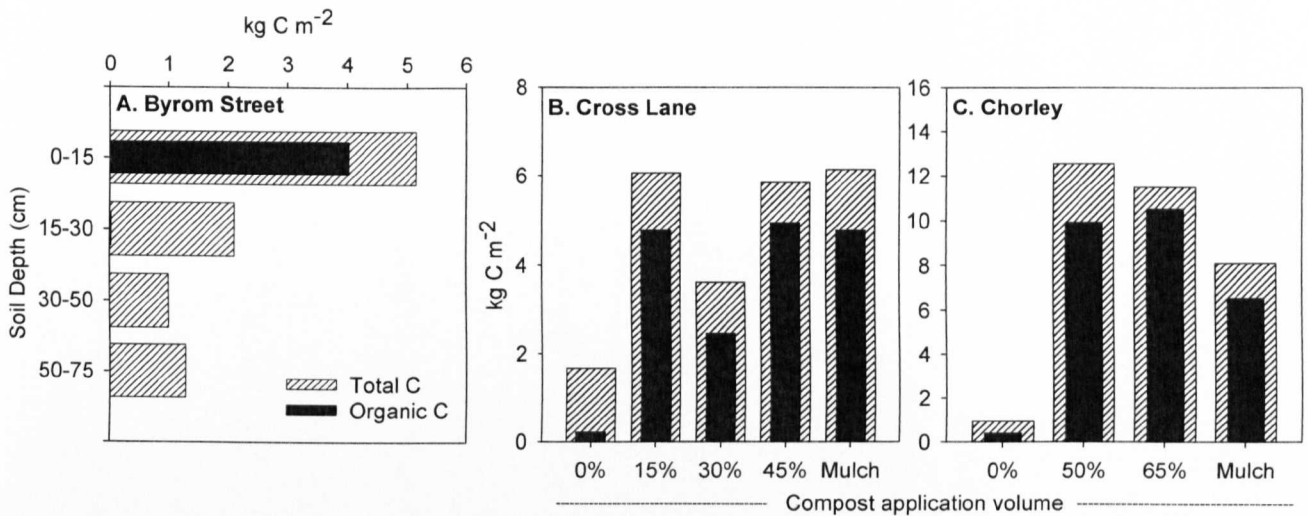 kg C m⁻²
0 1 2 3 4 5 6
A. Byrom Street
Soil Depth (cm)
0-15
15-30
30-50
50-75
Total C
Organic C
B. Cross Lane
kg C m⁻²
8
6
4
2
0
0% 15% 30% 45% Mulch
C. Chorley
16
14
12
10
8
6
4
2
0
0% 50% 65% Mulch
Compost application volume